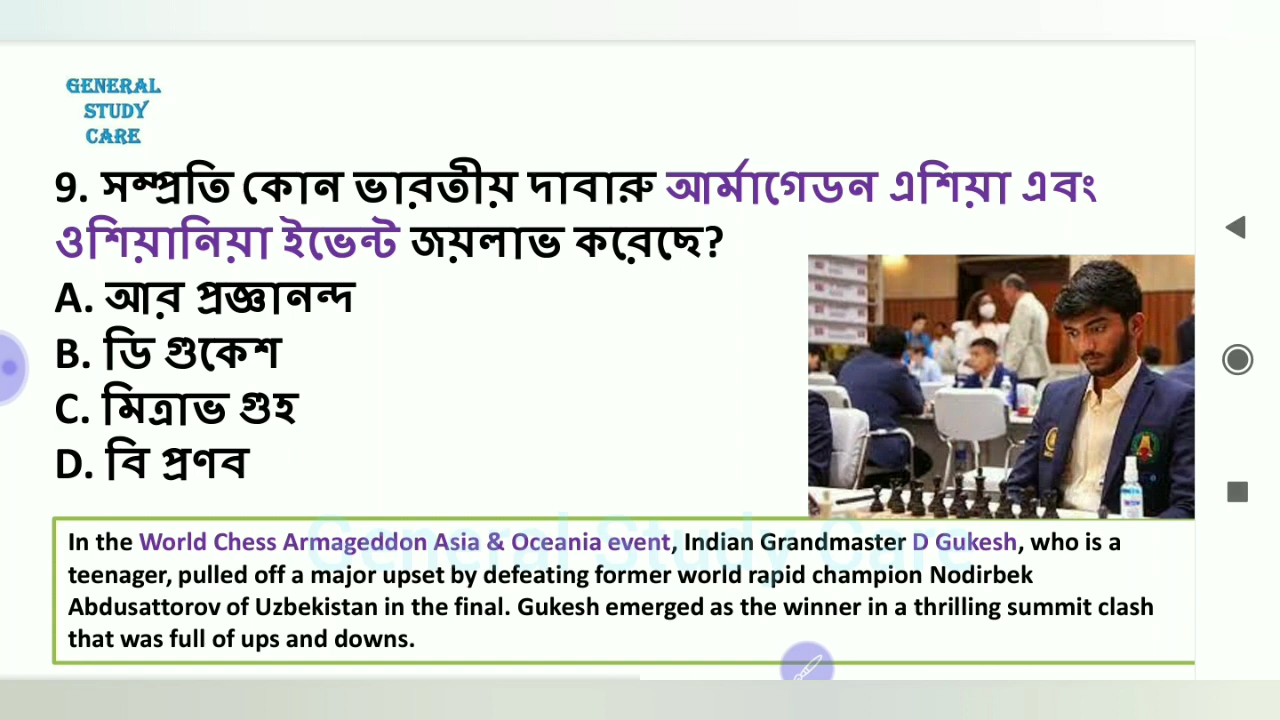 GENERAL
STUDY
CARE
9. সম্প্রতি কোন ভারতীয় দাবারু আর্মাগেডন এশিয়া এবং
ওশিয়ানিয়া ইভেন্ট জয়লাভ করেছে?
A. আর প্রজ্ঞানন্দ
B. ডি গুকেশ
C. মিত্রাভ গুহ
D. বি প্রণব
General Study Care
In the World Chess Armageddon Asia & Oceania event, Indian Grandmaster D Gukesh, who is a
teenager, pulled off a major upset by defeating former world rapid champion Nodirbek
Abdusattorov of Uzbekistan in the final. Gukesh emerged as the winner in a thrilling summit clash
that was full of ups and downs.